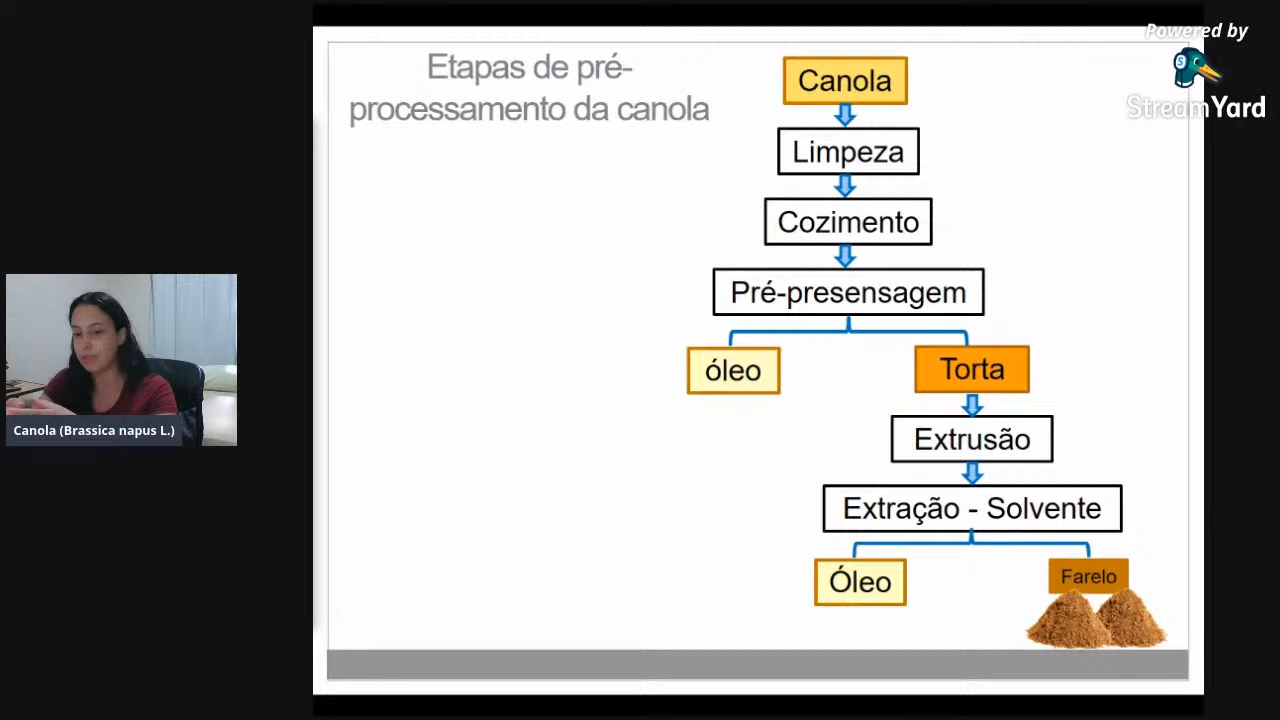 Powered by
StreamYard
Etapas de pré-
processamento da canola
Canola
Limpeza
Cozimento
Pré-presensagem
óleo
Torta
Extrusão
Extração - Solvente
Óleo
Farelo
Canola (Brassica napus L.)